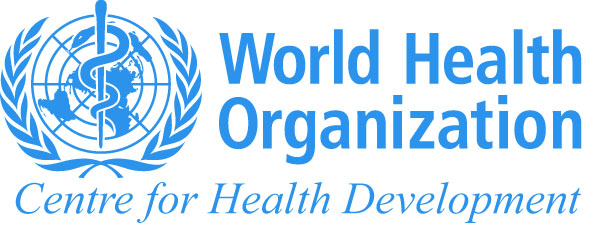 World Health
Organization
Centre for Health Development